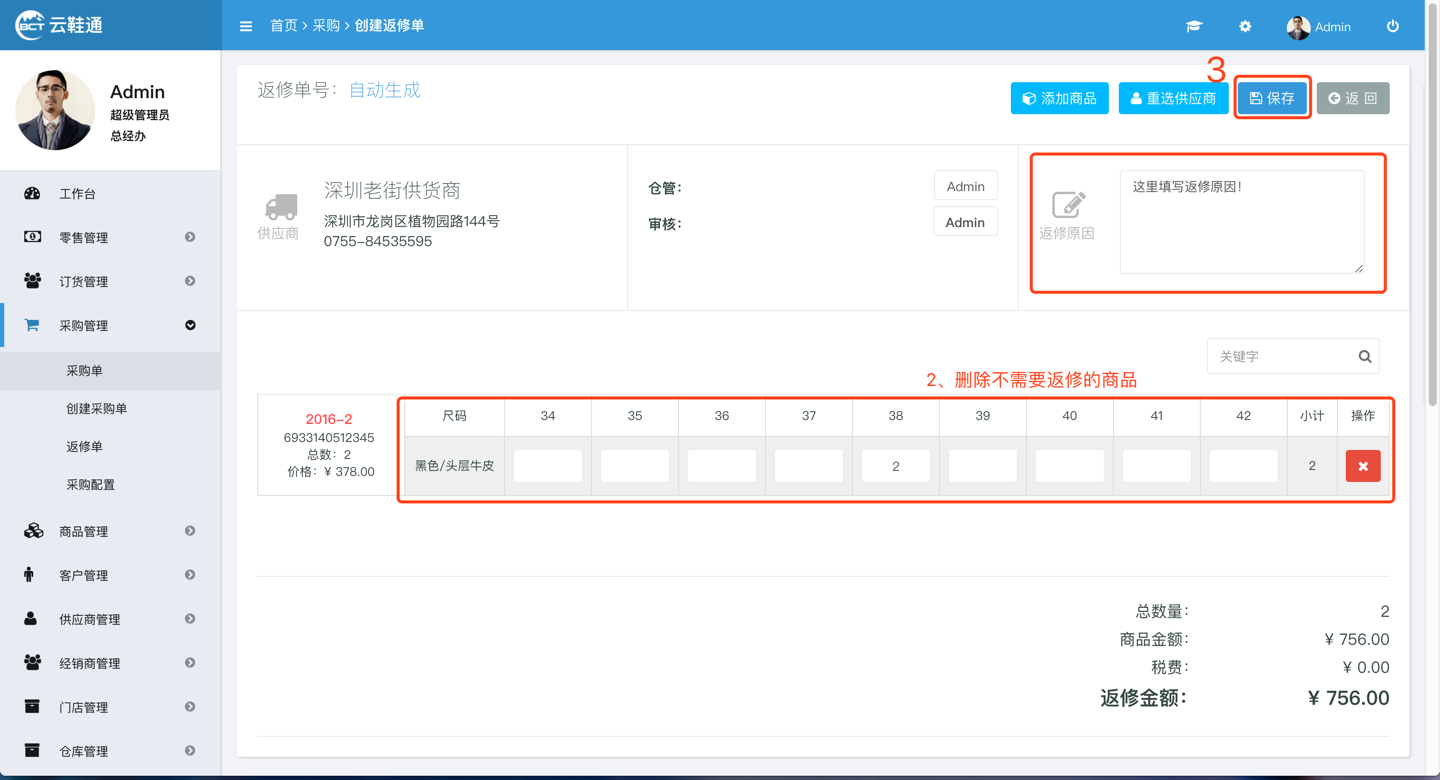 BCT 云鞋通
首页 > 采购 > 创建返修单
Admin
Admin
超级管理员
总经办
工作台
零售管理
订货管理
采购管理
采购单
创建采购单
返修单
采购配置
商品管理
客户管理
供应商管理
经销商管理
门店管理
仓库管理
返修单号： 自动生成
3
添加商品 重选供应商 保存 返 回
供应商
深圳老街供货商
深圳市龙岗区植物园路144号
0755-84535595
仓管： Admin
审核： Admin
返修原因
这里填写返修原因！
关键字
2、删除不需要返修的商品
2016-2
6933140512345
总数：2
价格：¥ 378.00
尺码 34 35 36 37 38 39 40 41 42 小计 操作
黑色/头层牛皮 2 2
总数量： 2
商品金额： ¥ 756.00
税费： ¥ 0.00
返修金额： ¥ 756.00